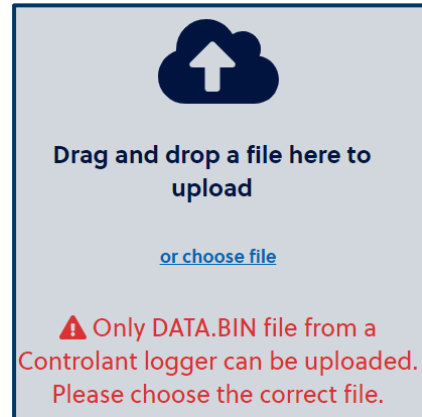 Drag and drop a file here to
upload
or choose file
Only DATA.BIN file from a
Controlant logger can be uploaded.
Please choose the correct file.